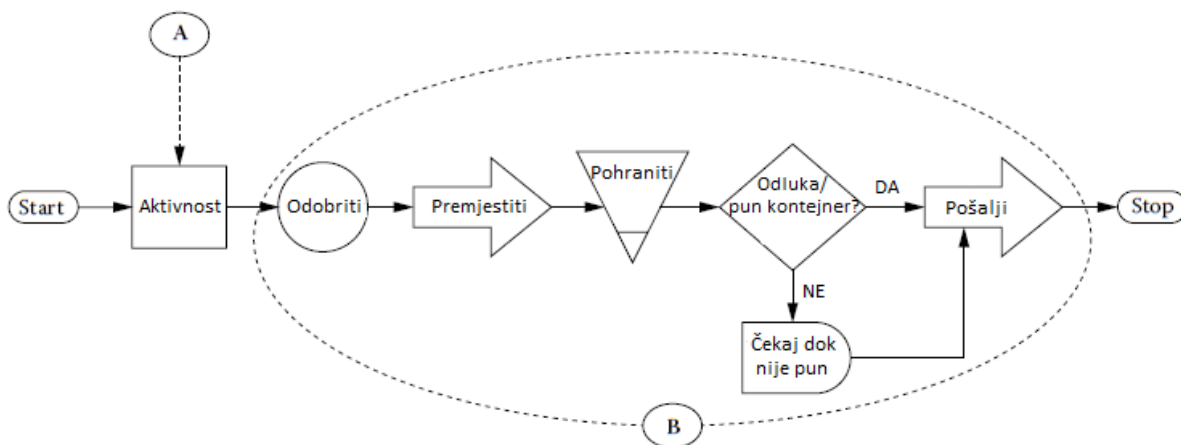 A
Start
Aktivnost
Odobriti
Premjestiti
Pohraniti
Odluka/
pun kontejner?
DA
Pošalji
Stop
NE
Čekaj dok
nije pun
B